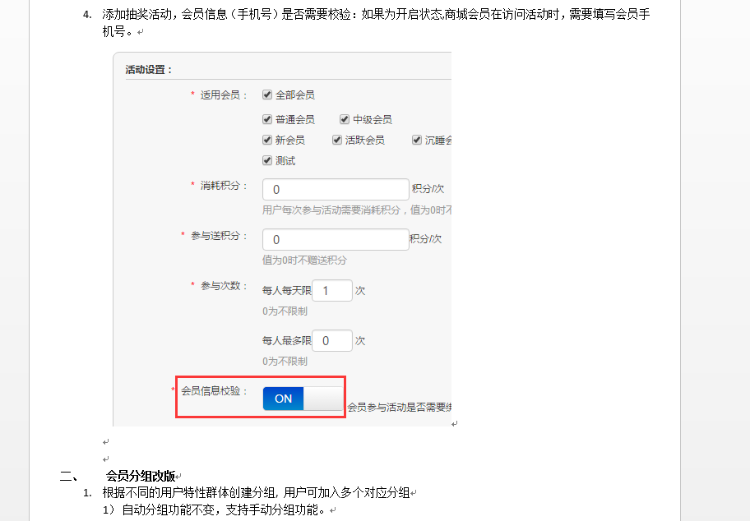 4. 添加抽奖活动，会员信息（手机号）是否需要校验：如果为开启状态,商城会员在访问活动时，需要填写会员手
机号。
活动设置：
* 适用会员： 全部会员
普通会员 中级会员
新会员 活跃会员 沉睡会
测试
* 消耗积分： 0 积分/次
用户每次参与活动需要消耗积分，值为0时不
* 参与送积分： 0 积分/次
值为0时不赠送积分
* 参与次数： 每人每天限 1 次
0为不限制
每人最多限 0 次
0为不限制
* 会员信息校验： ON 会员参与活动是否需要绑
二、 会员分组改版
1. 根据不同的用户特性群体创建分组, 用户可加入多个对应分组
1）自动分组功能不变，支持手动分组功能。